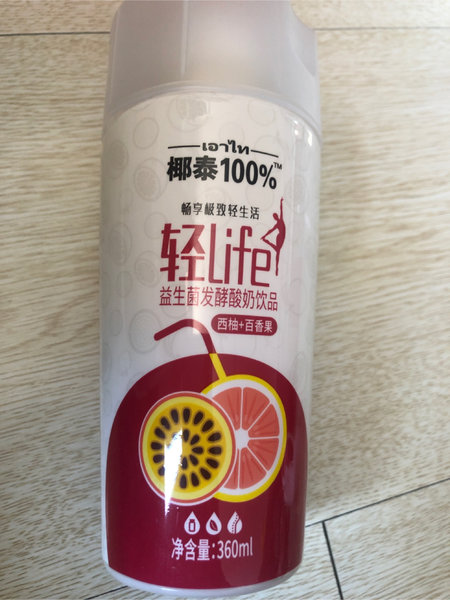 เอาไท
椰泰100%™
畅享极致轻生活
轻Life
益生菌发酵酸奶饮品
西柚+百香果
净含量:360ml